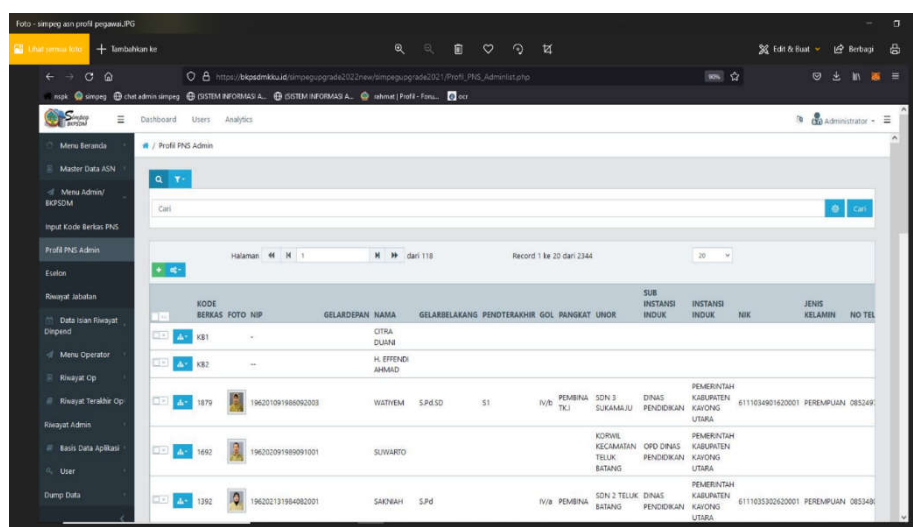 Foto - simpeg asn profil pegawai.JPG
Lihat semua foto + Tambahkan ke Edit & Buat Berbagi
https://bkpsdmkku.id/simpegupgrade2022new/simpegupgrade2021/Profil_PNS_Adminlist.php 90%
nspk simpeg chat admin simpeg (SISTEM INFORMASI A... (SISTEM INFORMASI A... rahmat | Profil - Foru... ocr
Simpeg Dashboard Users Analytics Administrator
Menu Beranda / Profil PNS Admin
Master Data ASN
Menu Admin/ BKPSDM
Cari Cari
Input Kode Berkas PNS
Profil PNS Admin
Halaman 1 dari 118 Record 1 ke 20 dari 2344 20
Eselon
Riwayat Jabatan
Data Isian Riwayat Dinpend
Menu Operator
Riwayat Op
Riwayat Terakhir Op
Riwayat Admin
Basis Data Aplikasi
User
Dump Data
KODE BERKAS FOTO NIP GELARDEPAN NAMA GELARBELAKANG PENDTERAKHIR GOL PANGKAT UNOR SUB INSTANSI INDUK INSTANSI INDUK NIK JENIS KELAMIN NO TEL
KB1 - OTRA DUANI
KB2 -- H. EFFENDI AHMAD
1879 196201091986092003 WATIYEM S.Pd.SD S1 IV/b PEMBINA TK.I SDN 3 SUKAMAJU DINAS PENDIDIKAN PEMERINTAH KABUPATEN KAYONG UTARA 6111034901620001 PEREMPUAN 085249
1692 196202091989091001 SUWARTO KORWIL KECAMATAN TELUK BATANG OPD DINAS PENDIDIKAN PEMERINTAH KABUPATEN KAYONG UTARA
1392 196202131984082001 SAKNIAH S.Pd IV/a PEMBINA SDN 2 TELUK BATANG DINAS PENDIDIKAN PEMERINTAH KABUPATEN KAYONG UTARA 6111035302620001 PEREMPUAN 085348